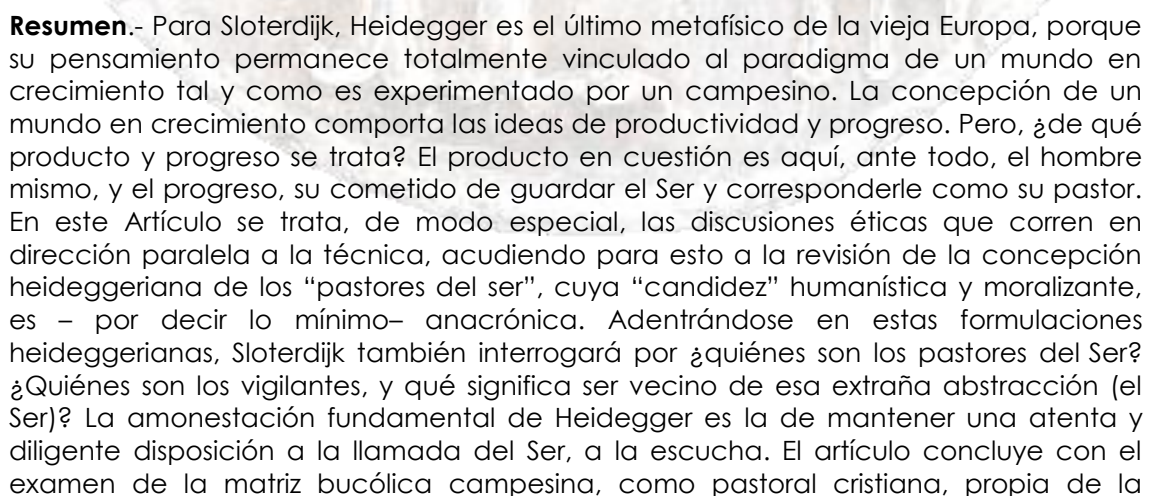 Resumen.- Para Sloterdijk, Heidegger es el último metafísico de la vieja Europa, porque
su pensamiento permanece totalmente vinculado al paradigma de un mundo en
crecimiento tal y como es experimentado por un campesino. La concepción de un
mundo en crecimiento comporta las ideas de productividad y progreso. Pero, ¿de qué
producto y progreso se trata? El producto en cuestión es aquí, ante todo, el hombre
mismo, y el progreso, su cometido de guardar el Ser y corresponderle como su pastor.
En este Artículo se trata, de modo especial, las discusiones éticas que corren en
dirección paralela a la técnica, acudiendo para esto a la revisión de la concepción
heideggeriana de los “pastores del ser”, cuya “candidez” humanística y moralizante,
es – por decir lo mínimo– anacrónica. Adentrándose en estas formulaciones
heideggerianas, Sloterdijk también interrogará por ¿quiénes son los pastores del Ser?
¿Quiénes son los vigilantes, y qué significa ser vecino de esa extraña abstracción (el
Ser)? La amonestación fundamental de Heidegger es la de mantener una atenta y
diligente disposición a la llamada del Ser, a la escucha. El artículo concluye con el
examen de la matriz bucólica campesina, como pastoral cristiana, propia de la